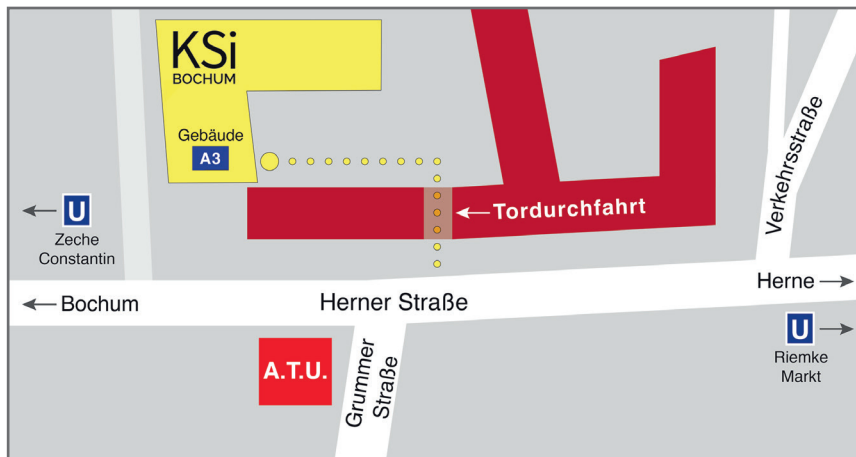 KSi
BOCHUM
Gebäude
A3
Tordurchfahrt
Verkehrsstraße
U
Zeche
Constantin
Bochum
Herner Straße
Herne
U
Riemke
Markt
A.T.U.
Grummer
Straße